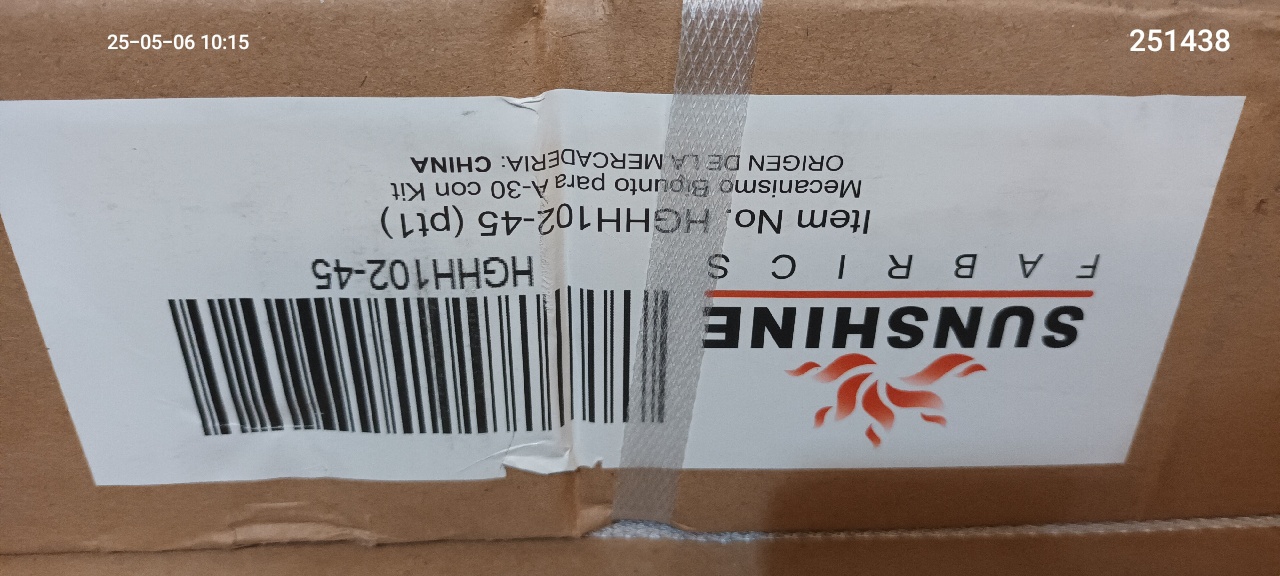 25-05-06 10:15
251438
SUNSHINE
FABRICS
HGHH102-45
Item No. HGHH102-45 (pt1)
Mecanismo Bipunto para A-30 con Kit
ORIGEN DE LA MERCADERIA: CHINA